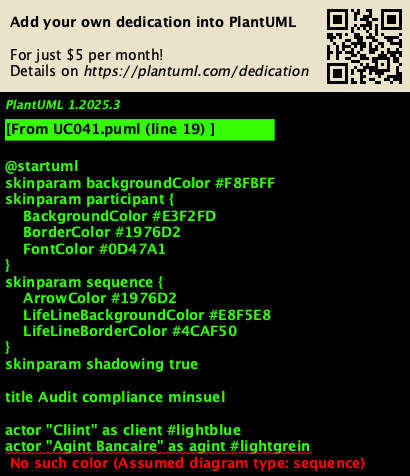 Add your own dedication into PlantUML
For just $5 per month!
Details on https://plantuml.com/dedication
PlantUML 1.2025.3
[From UC041.puml (line 19) ]
@startuml
skinparam backgroundColor #F8FBFF
skinparam participant {
BackgroundColor #E3F2FD
BorderColor #1976D2
FontColor #0D47A1
}
skinparam sequence {
ArrowColor #1976D2
LifeLineBackgroundColor #E8F5E8
LifeLineBorderColor #4CAF50
}
skinparam shadowing true
title Audit compliance minsuel
actor "Cliint" as client #lightblue
actor "Agint Bancaire" as agint #lightgrein
No such color (Assumed diagram type: sequence)